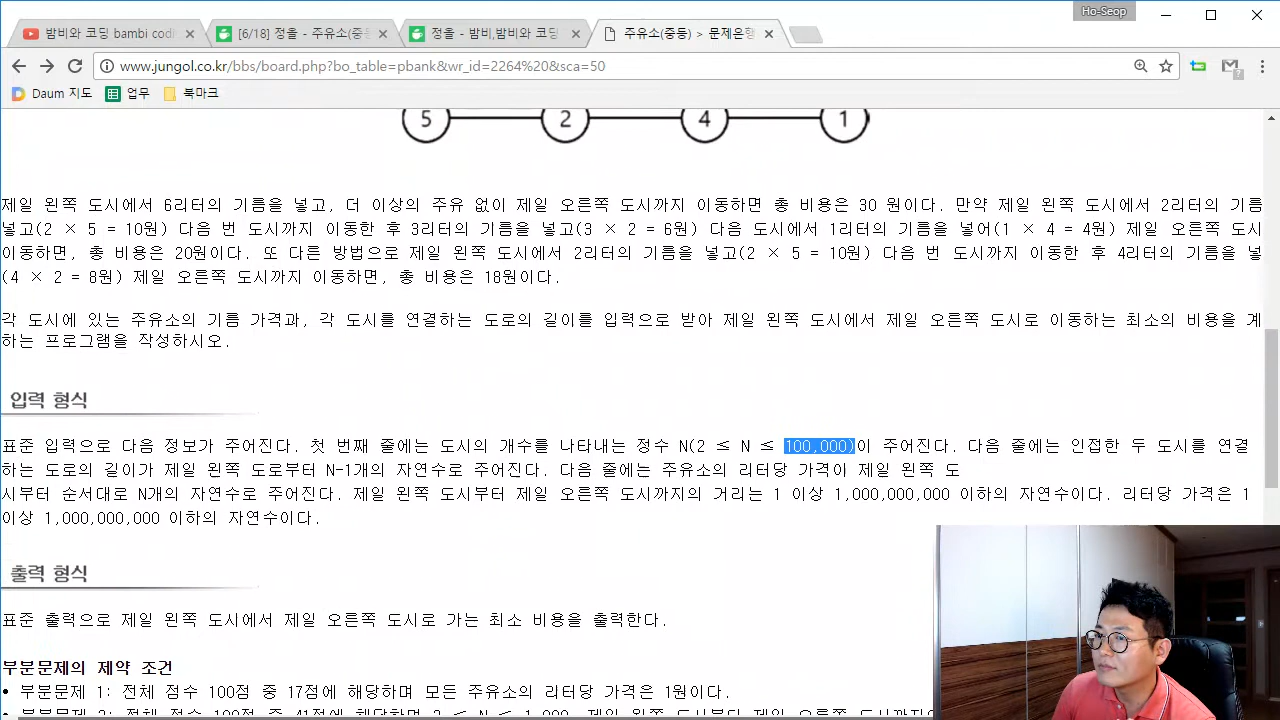 Ho-Seop
밤비와 코딩 bambi codi
[6/18] 정올 - 주유소(중등
정올 - 밤비,밤비와 코딩
주유소(중등) > 문제은행
www.jungol.co.kr/bbs/board.php?bo_table=pbank&wr_id=2264%20&sca=50
Daum 지도
업무
북마크
5 2 4 1
제일 왼쪽 도시에서 6리터의 기름을 넣고, 더 이상의 주유 없이 제일 오른쪽 도시까지 이동하면 총 비용은 30 원이다. 만약 제일 왼쪽 도시에서 2리터의 기름
넣고(2 × 5 = 10원) 다음 번 도시까지 이동한 후 3리터의 기름을 넣고(3 × 2 = 6원) 다음 도시에서 1리터의 기름을 넣어(1 × 4 = 4원) 제일 오른쪽 도시
이동하면, 총 비용은 20원이다. 또 다른 방법으로 제일 왼쪽 도시에서 2리터의 기름을 넣고(2 × 5 = 10원) 다음 번 도시까지 이동한 후 4리터의 기름을 넣
(4 × 2 = 8원) 제일 오른쪽 도시까지 이동하면, 총 비용은 18원이다.
각 도시에 있는 주유소의 기름 가격과, 각 도시를 연결하는 도로의 길이를 입력으로 받아 제일 왼쪽 도시에서 제일 오른쪽 도시로 이동하는 최소의 비용을 계
하는 프로그램을 작성하시오.
입력 형식
표준 입력으로 다음 정보가 주어진다. 첫 번째 줄에는 도시의 개수를 나타내는 정수 N(2 ≤ N ≤ 100,000)이 주어진다. 다음 줄에는 인접한 두 도시를 연결
하는 도로의 길이가 제일 왼쪽 도로부터 N-1개의 자연수로 주어진다. 다음 줄에는 주유소의 리터당 가격이 제일 왼쪽 도
시부터 순서대로 N개의 자연수로 주어진다. 제일 왼쪽 도시부터 제일 오른쪽 도시까지의 거리는 1 이상 1,000,000,000 이하의 자연수이다. 리터당 가격은 1
이상 1,000,000,000 이하의 자연수이다.
출력 형식
표준 출력으로 제일 왼쪽 도시에서 제일 오른쪽 도시로 가는 최소 비용을 출력한다.
부분문제의 제약 조건
• 부분문제 1: 전체 점수 100점 중 17점에 해당하며 모든 주유소의 리터당 가격은 1원이다.